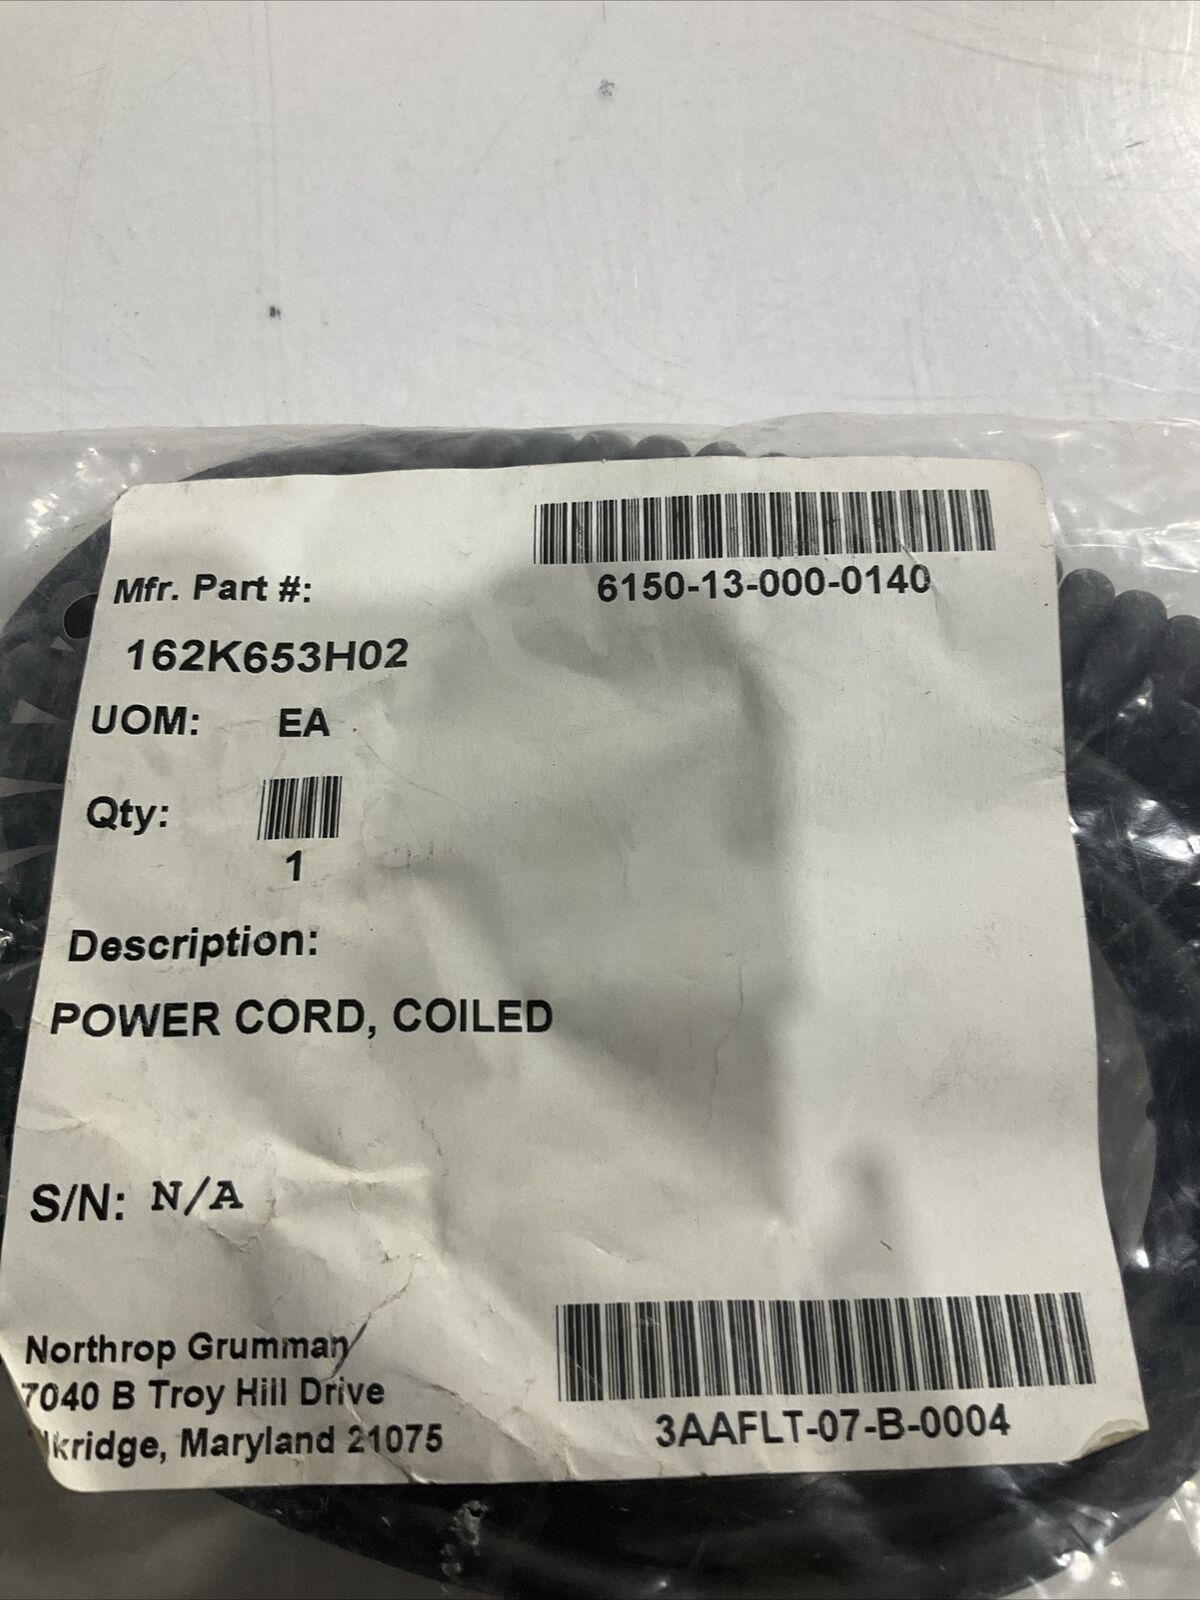 6150-13-000-0140
Mfr. Part #:
162K653H02
UOM: EA
Qty:
1
Description:
POWER CORD, COILED
S/N: N/A
Northrop Grumman
7040 B Troy Hill Drive
lkridge, Maryland 21075
3AAFLT-07-B-0004